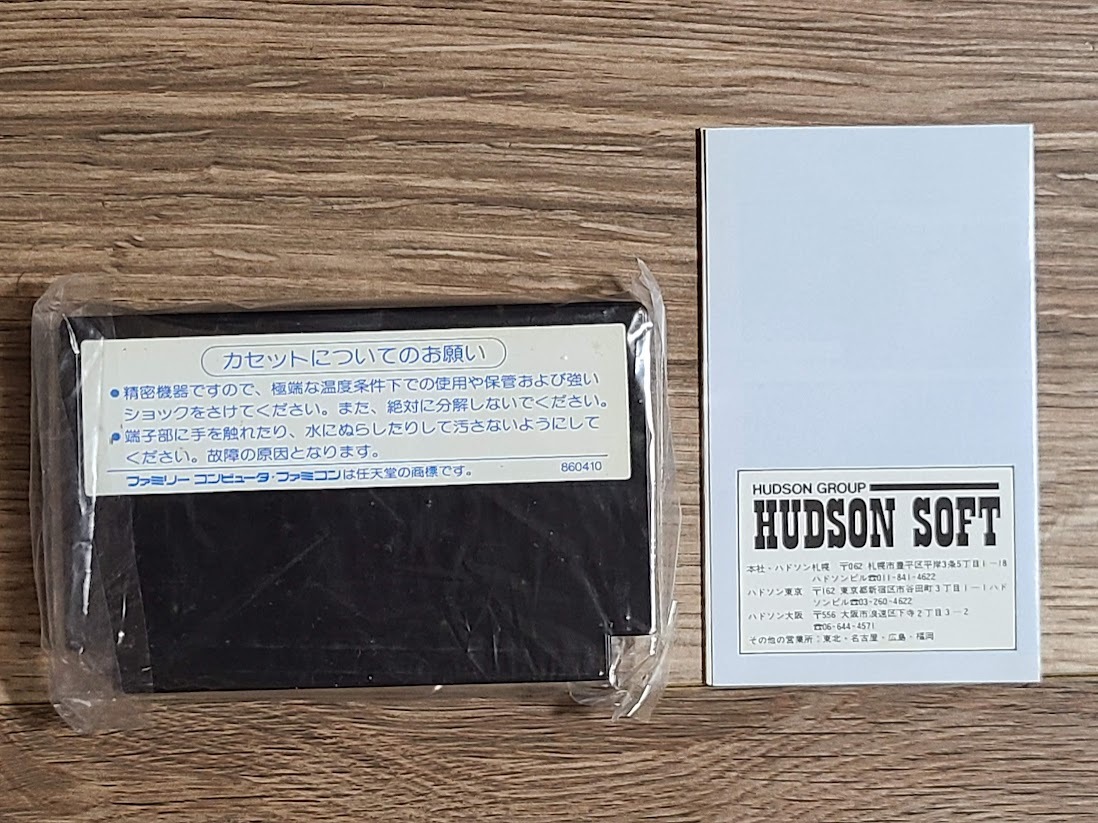 カセットについてのお願い
●精密機器ですので、極端な温度条件下での使用や保管および強い
ショックをさけてください。また、絶対に分解しないでください。
●端子部に手を触れたり、水にぬらしたりして汚さないようにして
ください。故障の原因となります。
ファミリーコンピュータ・ファミコンは任天堂の商標です。
860410
HUDSON GROUP
HUDSON SOFT
本社・ハドソン札幌 〒062 札幌市豊平区平岸3条5丁目1-18
ハドソンビル☎011-841-4622
ハドソン東京 〒162 東京都新宿区市谷田町3丁目1-1ハド
ソンビル☎03-260-4622
ハドソン大阪 〒556 大阪市浪速区下寺2丁目3-2
☎06-644-4571
その他の営業所:東北・名古屋・広島・福岡